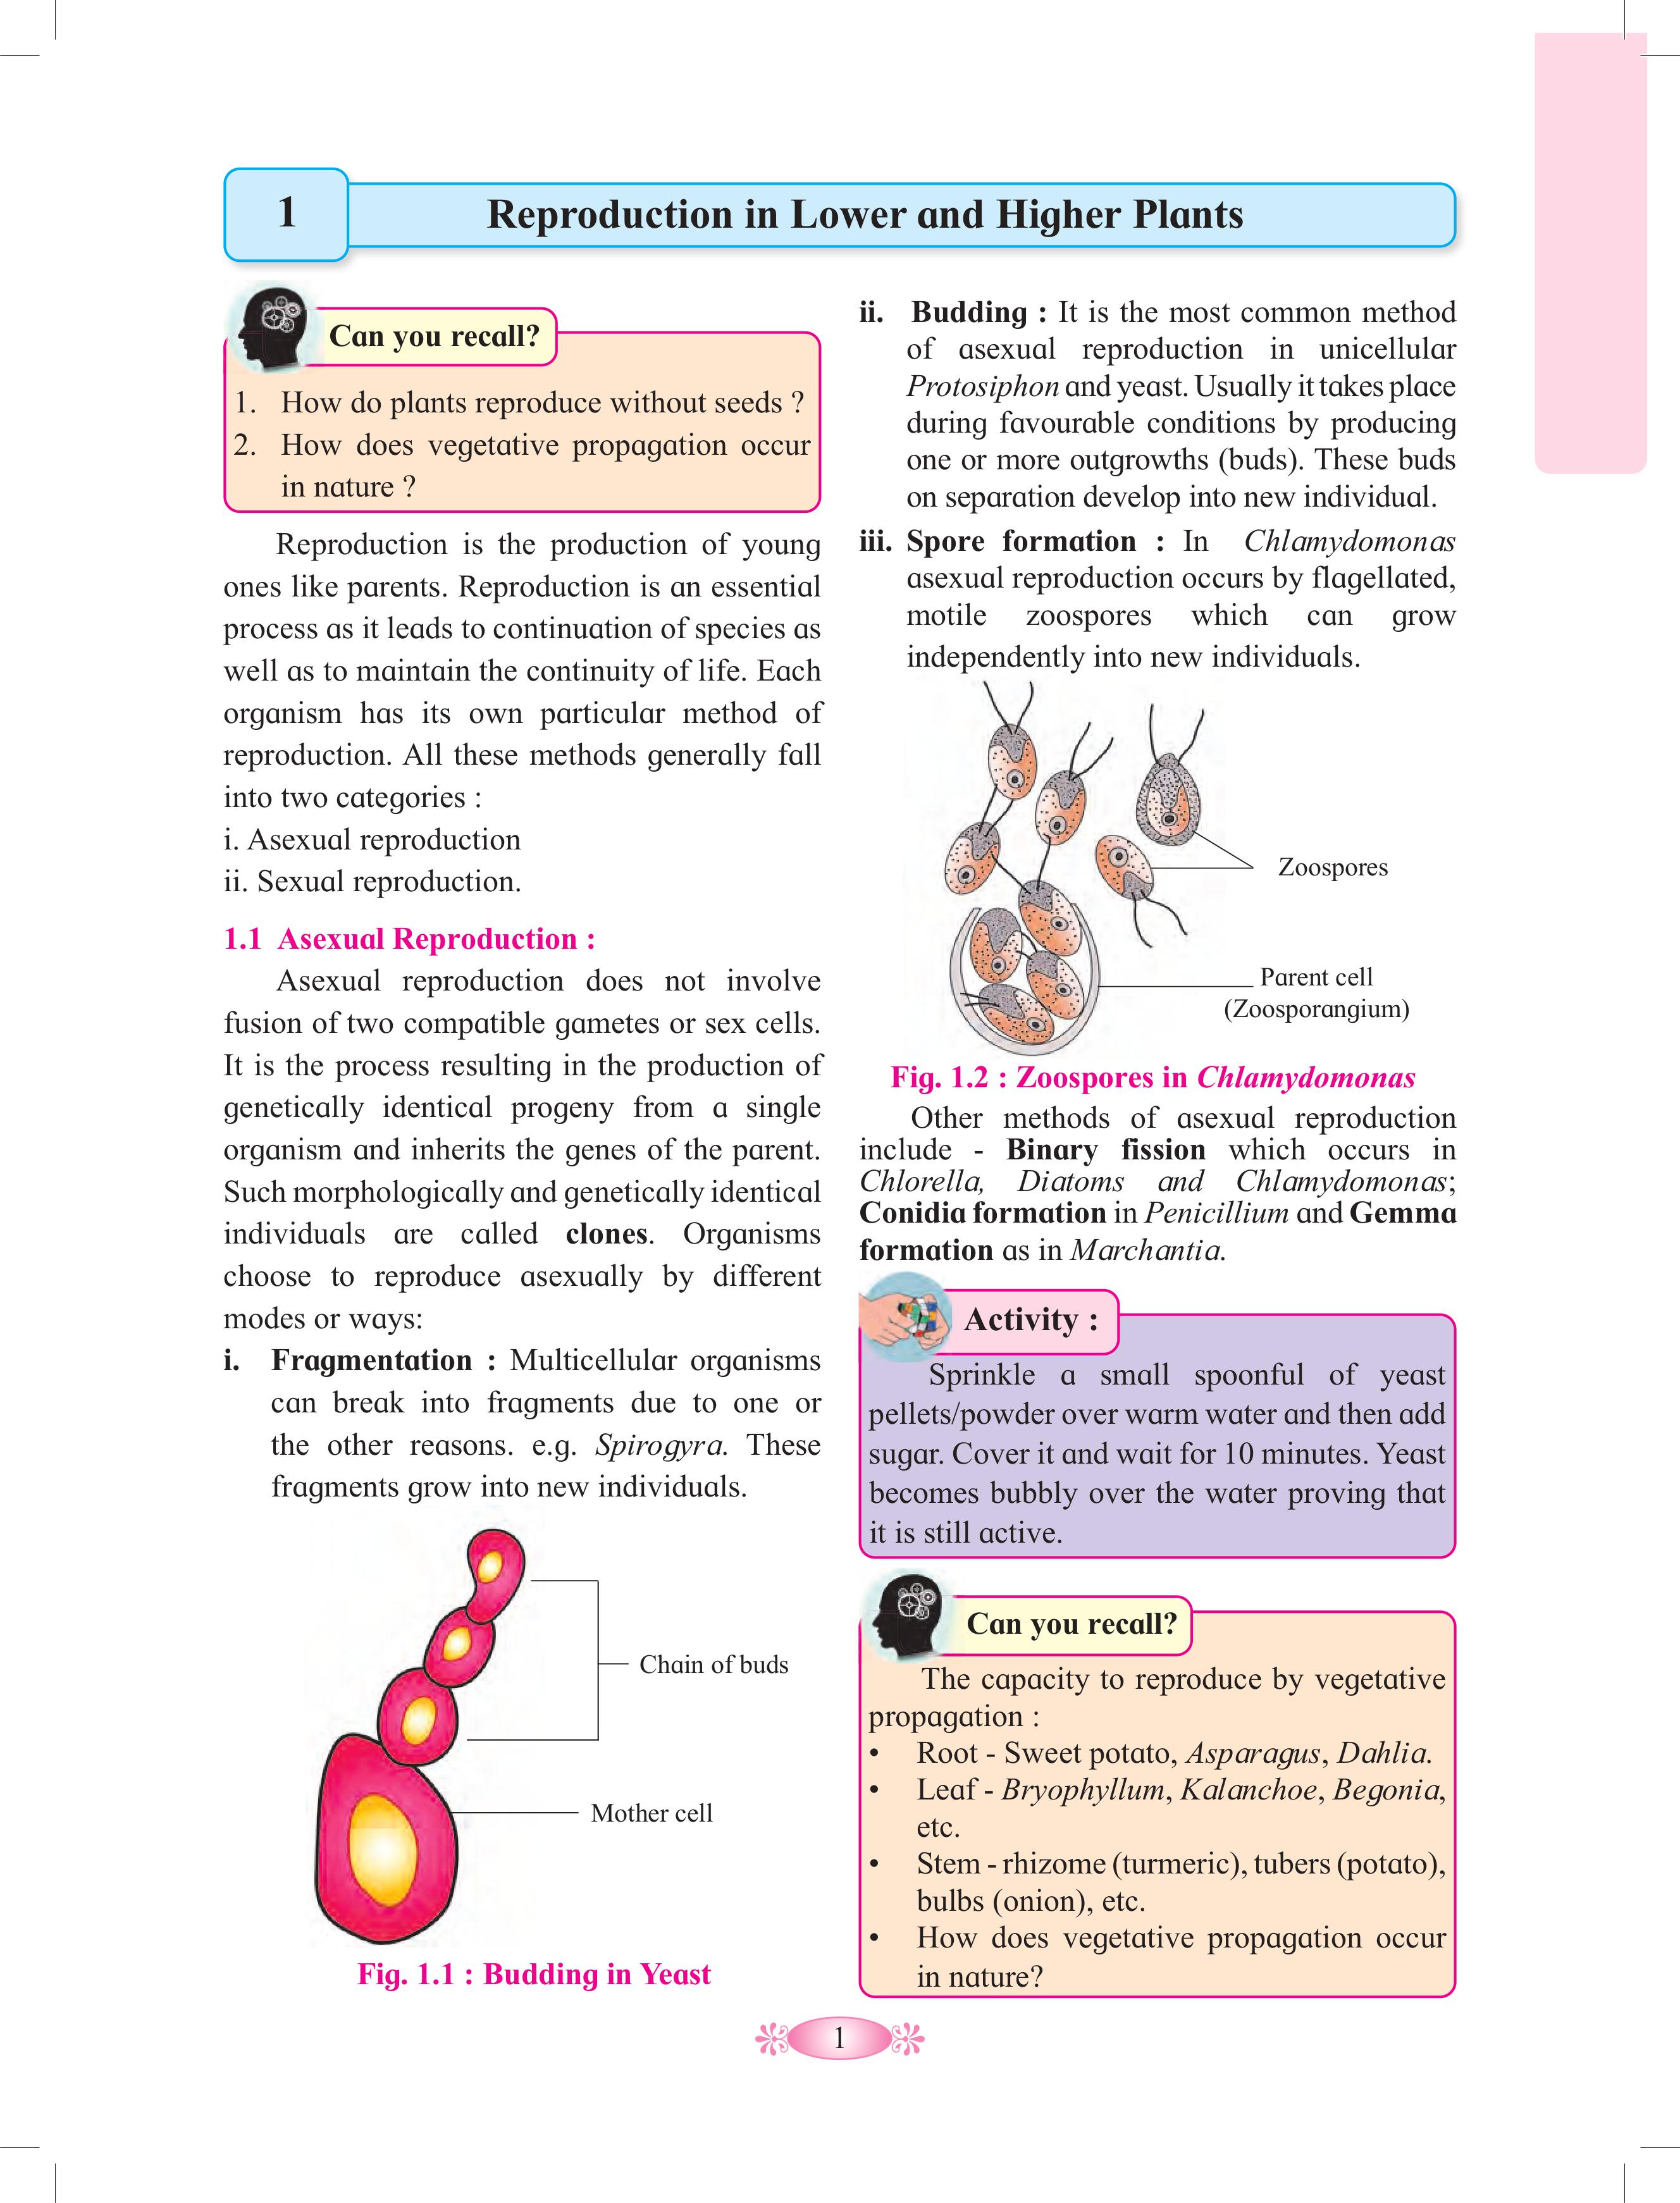 1
Reproduction in Lower and Higher Plants
Can you recall?
1. How do plants reproduce without seeds ?
2. How does vegetative propagation occur
in nature ?
Reproduction is the production of young
ones like parents. Reproduction is an essential
process as it leads to continuation of species as
well as to maintain the continuity of life. Each
organism has its own particular method of
reproduction. All these methods generally fall
into two categories :
i. Asexual reproduction
ii. Sexual reproduction.
1.1 Asexual Reproduction :
Asexual reproduction does not involve
fusion of two compatible gametes or sex cells.
It is the process resulting in the production of
genetically identical progeny from a single
organism and inherits the genes of the parent.
Such morphologically and genetically identical
individuals are called clones. Organisms
choose to reproduce asexually by different
modes or ways:
i. Fragmentation : Multicellular organisms
can break into fragments due to one or
the other reasons. e.g. Spirogyra. These
fragments grow into new individuals.
Chain of buds
Mother cell
Fig. 1.1 : Budding in Yeast
ii. Budding : It is the most common method
of asexual reproduction in unicellular
Protosiphon and yeast. Usually it takes place
during favourable conditions by producing
one or more outgrowths (buds). These buds
on separation develop into new individual.
iii. Spore formation : In Chlamydomonas
asexual reproduction occurs by flagellated,
motile zoospores which can grow
independently into new individuals.
Zoospores
Parent cell
(Zoosporangium)
Fig. 1.2 : Zoospores in Chlamydomonas
Other methods of asexual reproduction
include - Binary fission which occurs in
Chlorella, Diatoms and Chlamydomonas;
Conidia formation in Penicillium and Gemma
formation as in Marchantia.
Activity :
Sprinkle a small spoonful of yeast
pellets/powder over warm water and then add
sugar. Cover it and wait for 10 minutes. Yeast
becomes bubbly over the water proving that
it is still active.
Can you recall?
The capacity to reproduce by vegetative
propagation :
• Root - Sweet potato, Asparagus, Dahlia.
• Leaf - Bryophyllum, Kalanchoe, Begonia,
etc.
• Stem - rhizome (turmeric), tubers (potato),
bulbs (onion), etc.
• How does vegetative propagation occur
in nature?
1